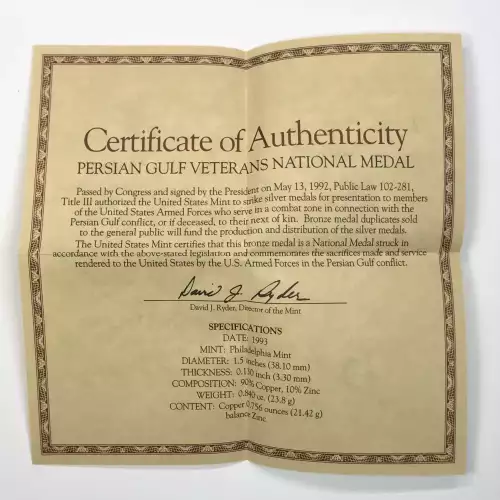 Certificate of Authenticity
PERSIAN GULF VETERANS NATIONAL MEDAL
Passed by Congress and signed by the President on May 13, 1992, Public Law 102-281,
Title III authorized the United States Mint to strike silver medals for presentation to members
of the United States Armed Forces who serve in a combat zone in connection with the
Persian Gulf conflict, or if deceased, to their next of kin. Bronze medal duplicates sold
to the general public will fund the production and distribution of the silver medals.
The United States Mint certifies that this bronze medal is a National Medal struck in
accordance with the above-stated legislation and commemorates the sacrifices made and service
rendered to the United States by the U.S. Armed Forces in the Persian Gulf conflict.
David J. Ryder
David J. Ryder, Director of the Mint
SPECIFICATIONS
DATE: 1993
MINT: Philadelphia Mint
DIAMETER: 1.5 inches (38.10 mm)
THICKNESS: 0.130 inch (3.30 mm)
COMPOSITION: 90% Copper, 10% Zinc
WEIGHT: 0.840 oz. (23.8 g)
CONTENT: Copper 0.756 ounces (21.42 g)
balance Zinc